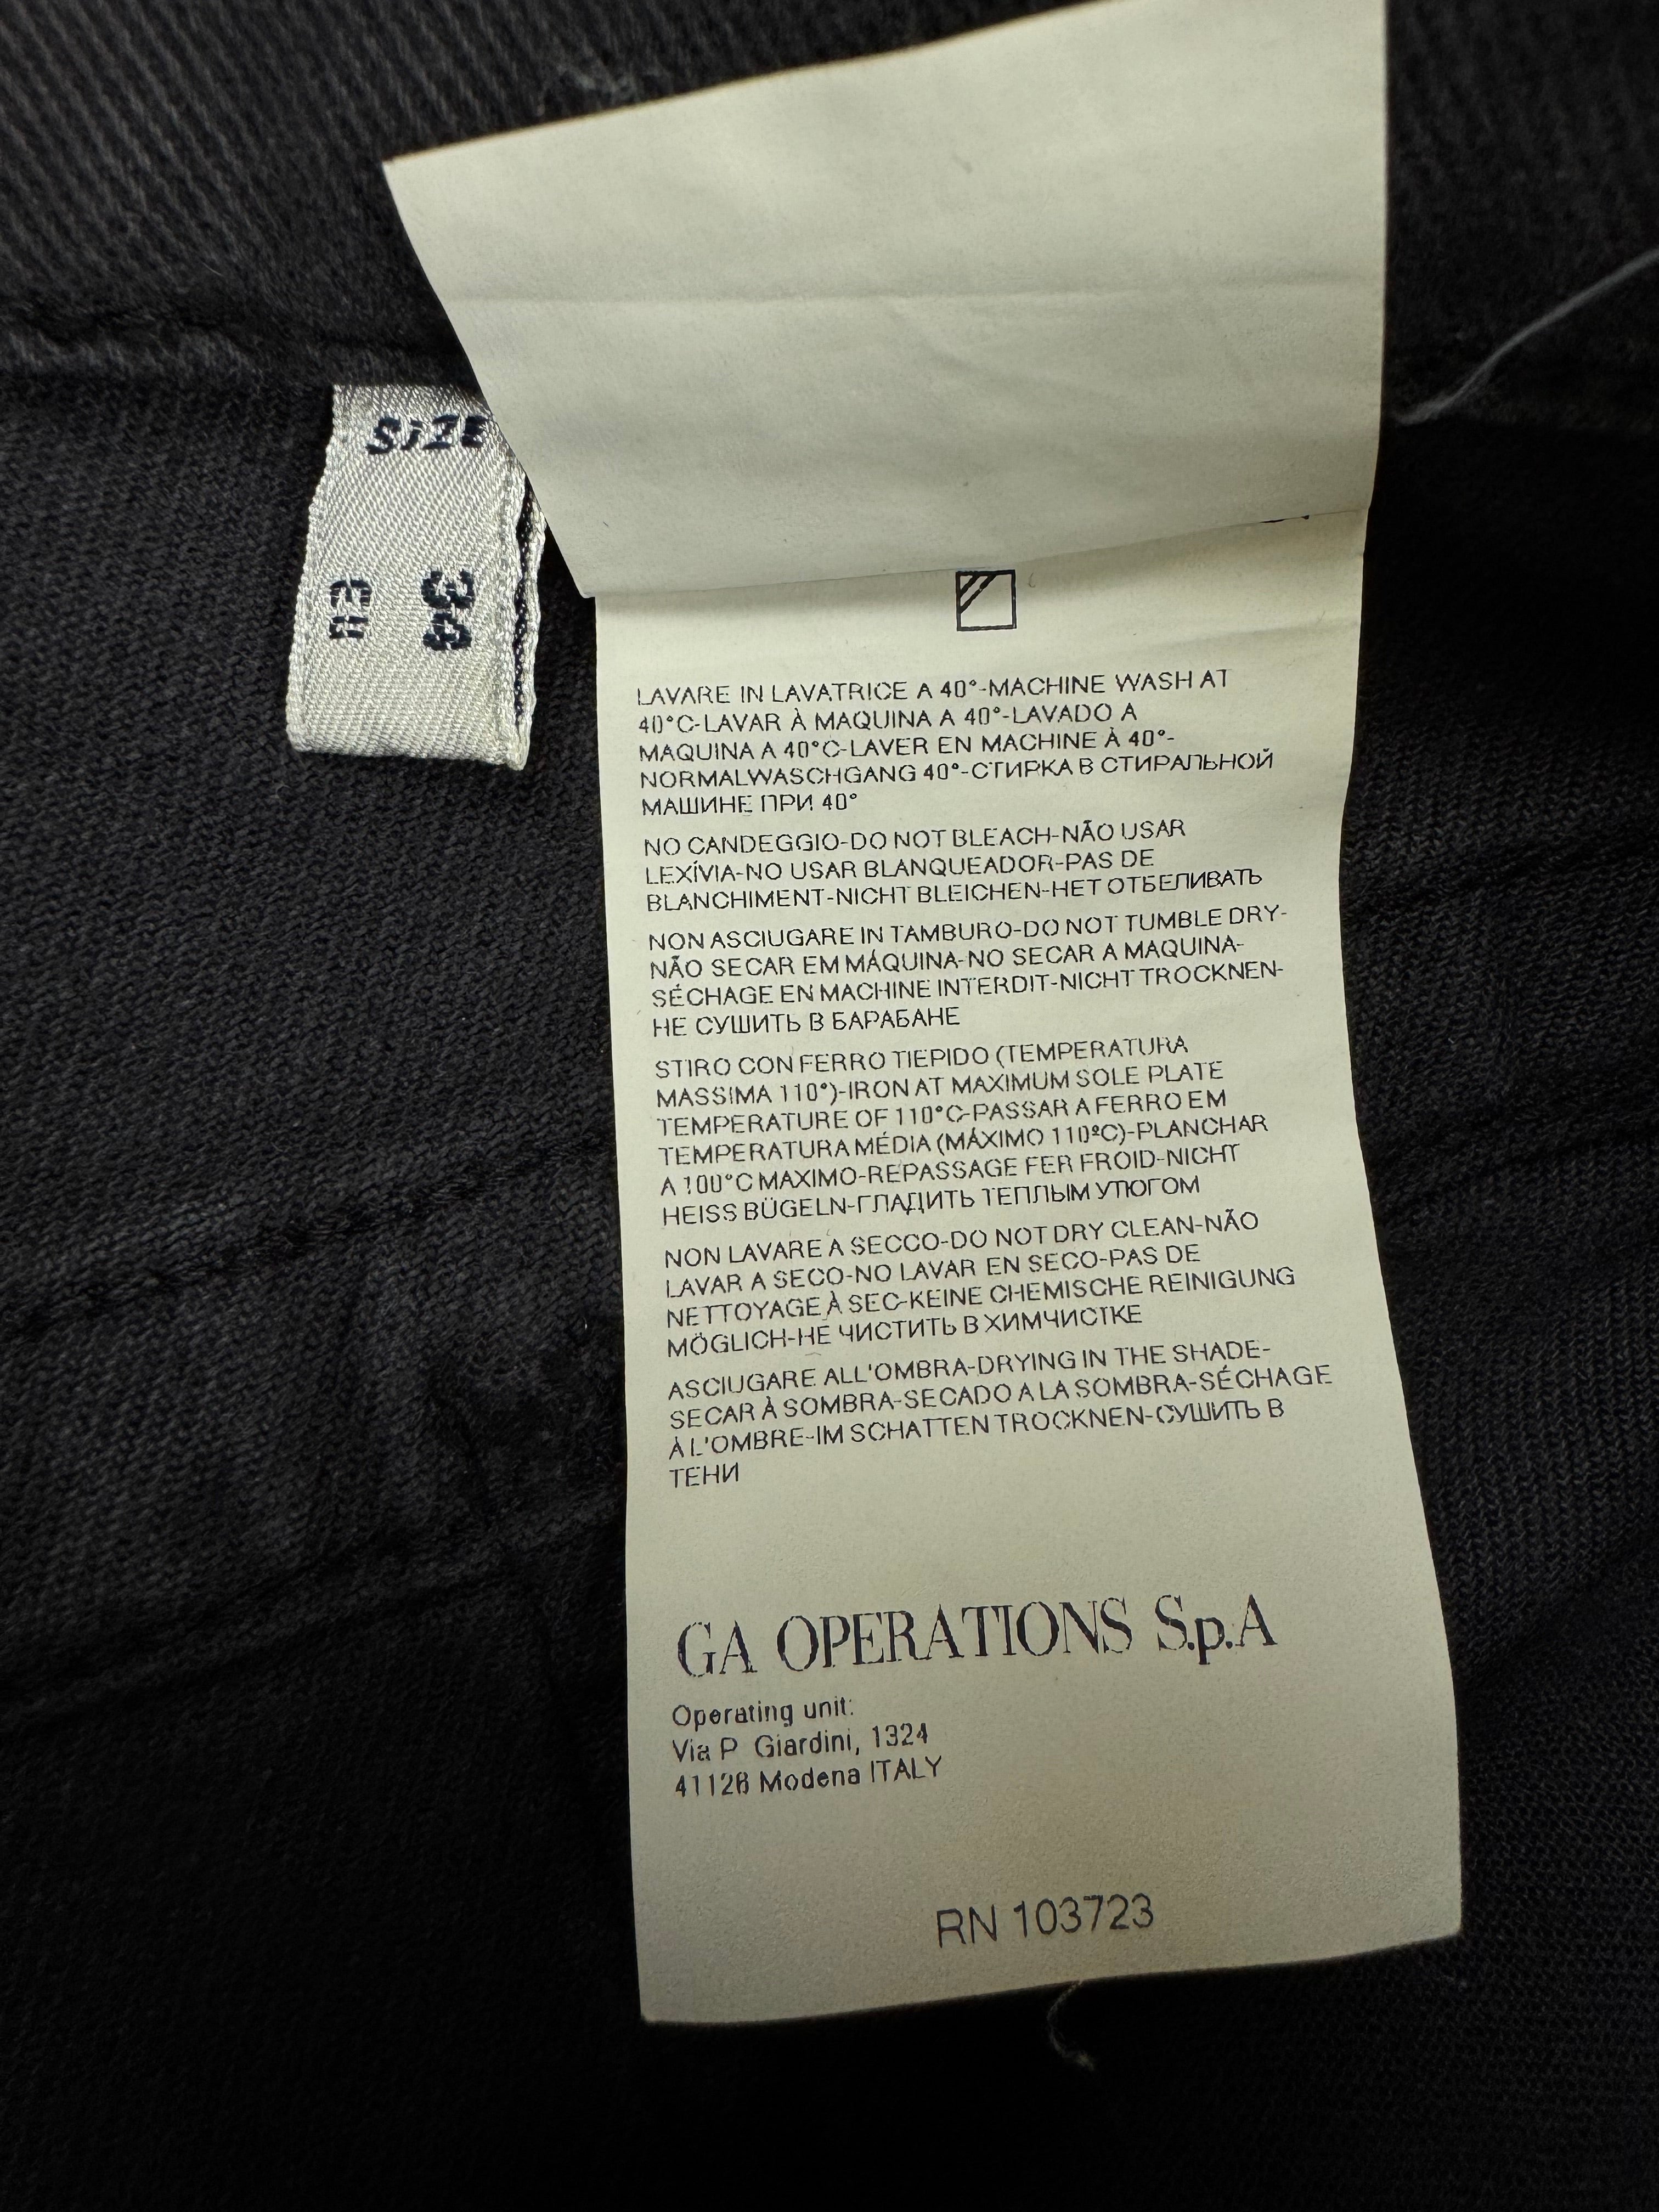 SIZE
EU
34
LAVARE IN LAVATRICE A 40°-MACHINE WASH AT
40°C-LAVAR À MAQUINA A 40°-LAVADO A
MAQUINA A 40°C-LAVER EN MACHINE À 40°-
NORMALWASCHGANG 40°-СТИРКА В СТИРАЛЬНОЙ
МАШИНЕ ПРИ 40°
NO CANDEGGIO-DO NOT BLEACH-NÃO USAR
LEXÍVIA-NO USAR BLANQUEADOR-PAS DE
BLANCHIMENT-NICHT BLEICHEN-НЕТ ОТБЕЛИВАТЬ
NON ASCIUGARE IN TAMBURO-DO NOT TUMBLE DRY-
NÃO SECAR EM MÁQUINA-NO SECAR A MAQUINA-
SÉCHAGE EN MACHINE INTERDIT-NICHT TROCKNEN-
НЕ СУШИТЬ В БАРАБАНЕ
STIRO CON FERRO TIEPIDO (TEMPERATURA
MASSIMA 110°)-IRON AT MAXIMUM SOLE PLATE
TEMPERATURE OF 110°C-PASSAR A FERRO EM
TEMPERATURA MÉDIA (MÁXIMO 110ºC)-PLANCHAR
A 100°C MAXIMO-REPASSAGE FER FROID-NICHT
HEISS BÜGELN-ГЛАДИТЬ ТЕПЛЫМ УТЮГОМ
NON LAVARE A SECCO-DO NOT DRY CLEAN-NÃO
LAVAR A SECO-NO LAVAR EN SECO-PAS DE
NETTOYAGE À SEC-KEINE CHEMISCHE REINIGUNG
MÖGLICH-НЕ ЧИСТИТЬ В ХИМЧИСТКЕ
ASCIUGARE ALL'OMBRA-DRYING IN THE SHADE-
SECAR À SOMBRA-SECADO A LA SOMBRA-SÉCHAGE
À L'OMBRE-IM SCHATTEN TROCKNEN-СУШИТЬ В
ТЕНИ
GA OPERATIONS S.p.A
Operating unit:
Via P. Giardini, 1324
41126 Modena ITALY
RN 103723